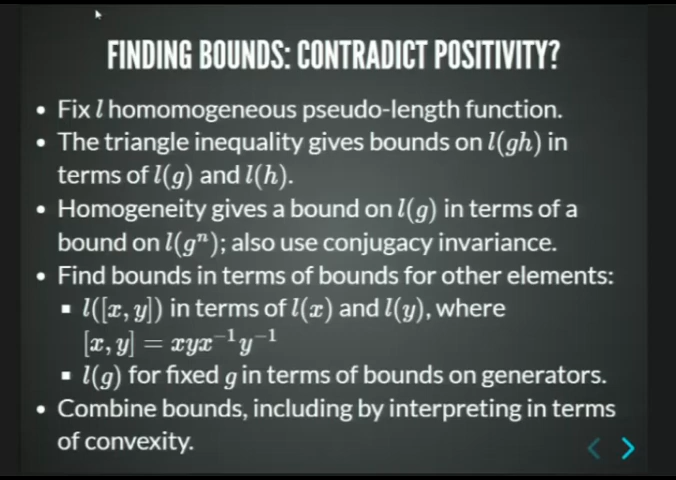 FINDING BOUNDS: CONTRADICT POSITIVITY?
• Fix l homomogeneous pseudo-length function.
• The triangle inequality gives bounds on l(gh) in
terms of l(g) and l(h).
• Homogeneity gives a bound on l(g) in terms of a
bound on l(gⁿ); also use conjugacy invariance.
• Find bounds in terms of bounds for other elements:
▪ l([x, y]) in terms of l(x) and l(y), where
[x, y] = xyx⁻¹y⁻¹
▪ l(g) for fixed g in terms of bounds on generators.
• Combine bounds, including by interpreting in terms
of convexity.